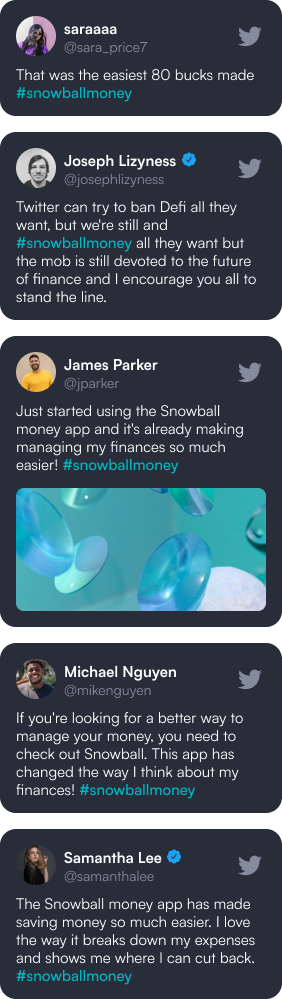 saraaaa
@sara_price7
That was the easiest 80 bucks made
#snowballmoney
Joseph Lizyness
@josephlizyness
Twitter can try to ban Defi all they
want, but we're still and
#snowballmoney all they want but
the mob is still devoted to the future
of finance and I encourage you all to
stand the line.
James Parker
@jparker
Just started using the Snowball
money app and it's already making
managing my finances so much
easier! #snowballmoney
Michael Nguyen
@mikenguyen
If you're looking for a better way to
manage your money, you need to
check out Snowball. This app has
changed the way I think about my
finances! #snowballmoney
Samantha Lee
@samanthalee
The Snowball money app has made
saving money so much easier. I love
the way it breaks down my expenses
and shows me where I can cut back.
#snowballmoney